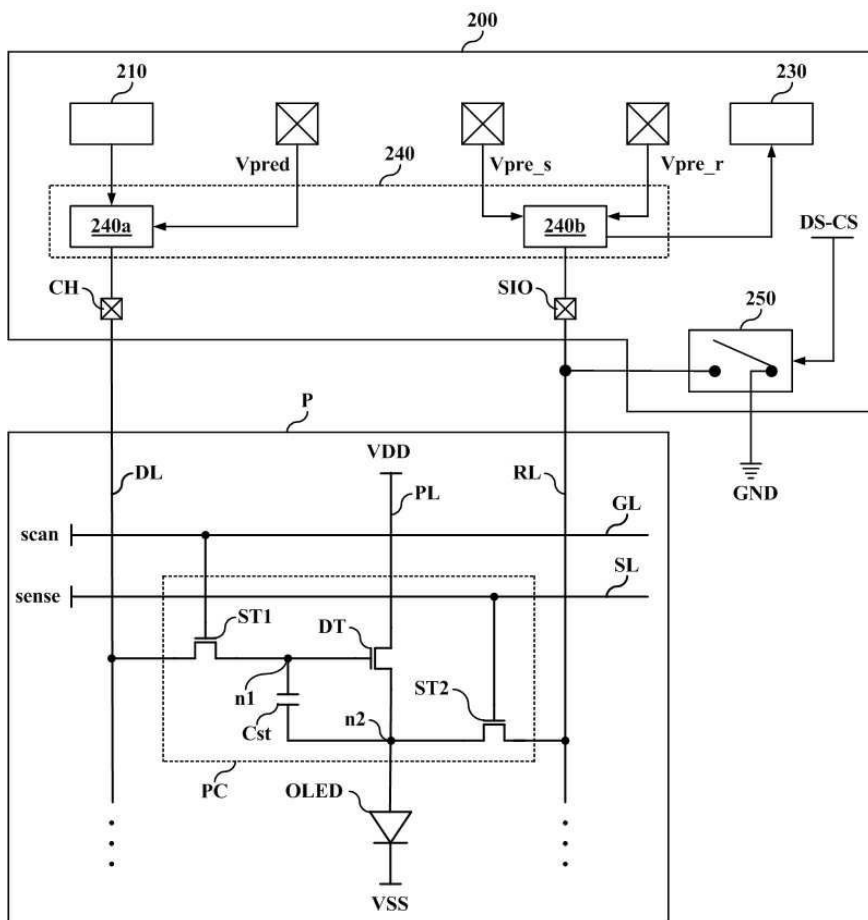 200
210
230
Vpred
240
Vpre_s
Vpre_r
240a
240b
DS-CS
CH
SIO
250
P
VDD
GND
DL
PL
RL
scan
GL
sense
SL
ST1
DT
ST2
n1
n2
Cst
PC
OLED
VSS